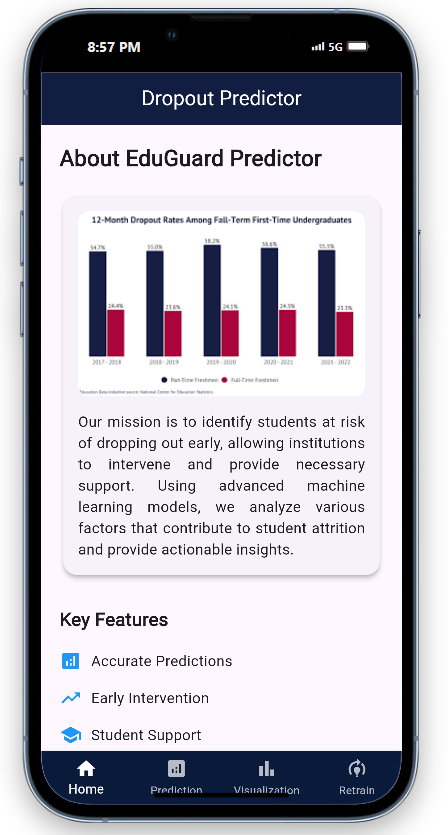 8:57 PM
5G
Dropout Predictor
About EduGuard Predictor
12-Month Dropout Rates Among Fall-Term First-Time Undergraduates
54.7%
24.4%
55.0%
23.8%
58.2%
24.1%
56.6%
24.3%
55.5%
23.3%
2017 - 2018
2018 - 2019
2019 - 2020
2020 - 2021
2021 - 2022
Part-Time Freshmen
Full-Time Freshmen
Our mission is to identify students at risk
of dropping out early, allowing institutions
to intervene and provide necessary
support. Using advanced machine
learning models, we analyze various
factors that contribute to student attrition
and provide actionable insights.
Key Features
Accurate Predictions
Early Intervention
Student Support
Home
Prediction
Visualization
Retrain